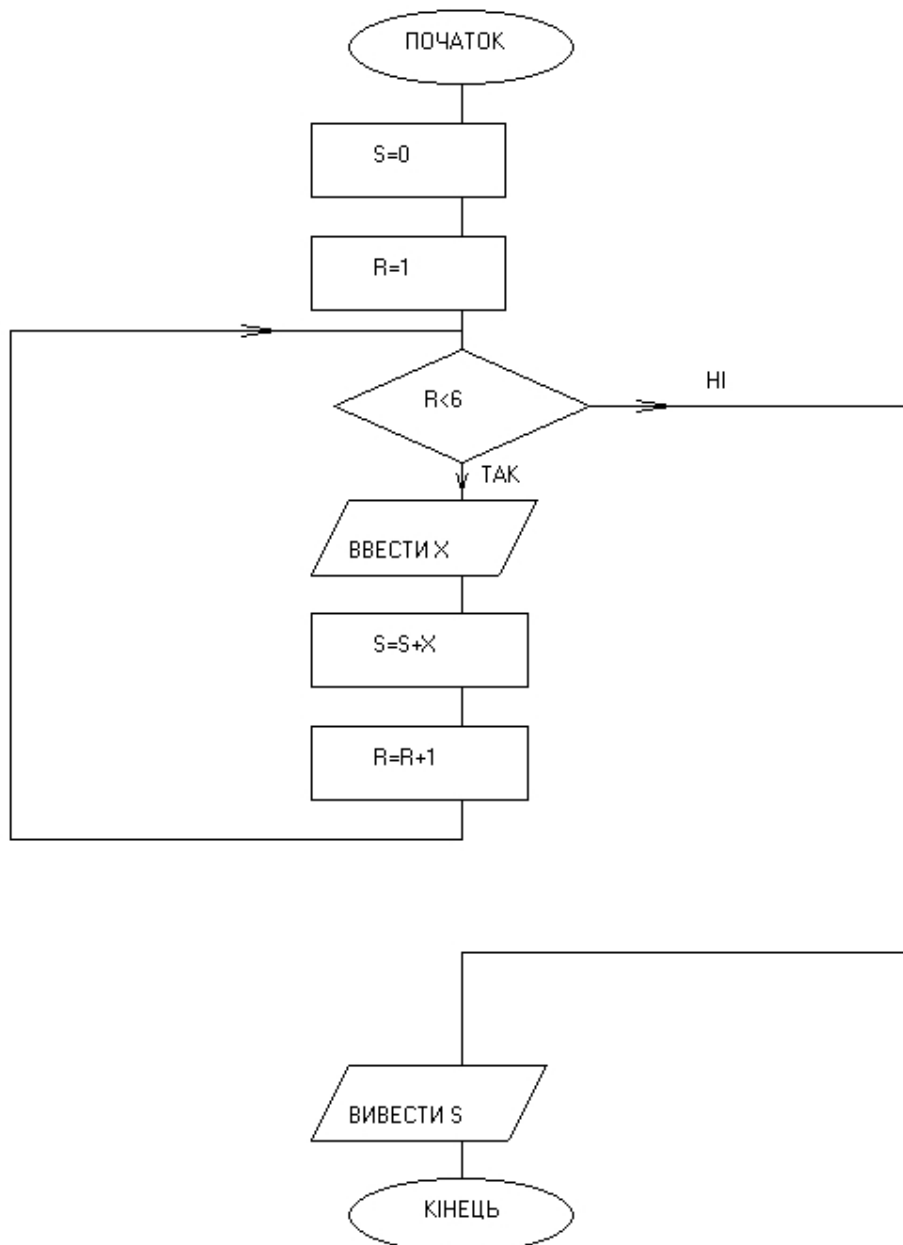 ПОЧАТОК
S=0
R=1
R<6
НІ
ТАК
ВВЕСТИ X
S=S+X
R=R+1
ВИВЕСТИ S
КІНЕЦЬ